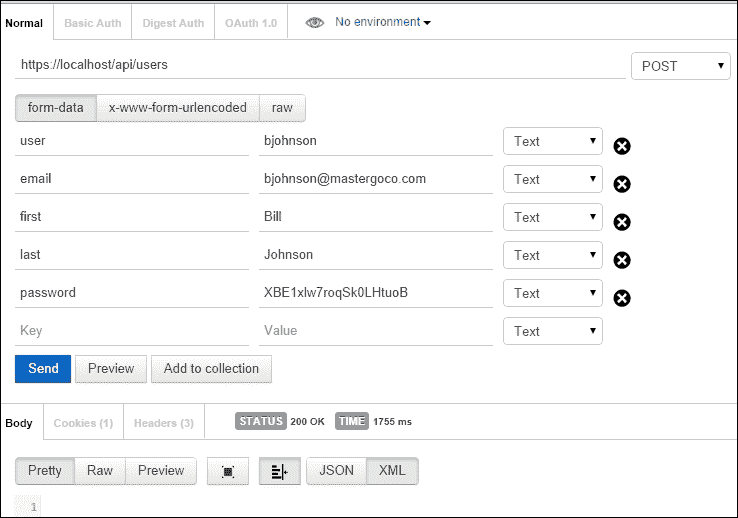 Normal Basic Auth Digest Auth OAuth 1.0 No environment
https://localhost/api/users POST
form-data x-www-form-urlencoded raw
user bjohnson Text
email bjohnson@mastergoco.com Text
first Bill Text
last Johnson Text
password XBE1xlw7roqSk0LHtuoB Text
Key Value Text
Send Preview Add to collection
Body Cookies (1) Headers (3) STATUS 200 OK TIME 1755 ms
Pretty Raw Preview JSON XML
1